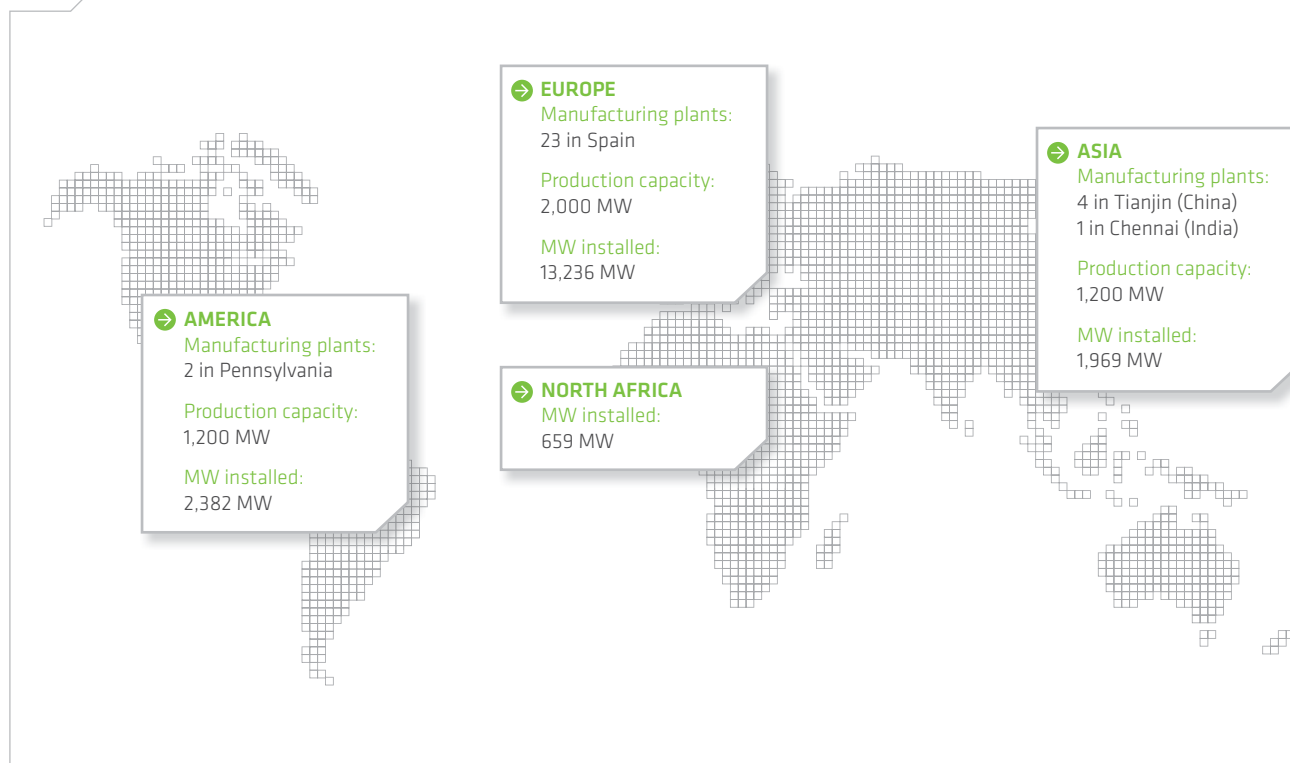 EUROPE
Manufacturing plants:
23 in Spain
Production capacity:
2,000 MW
MW installed:
13,236 MW
ASIA
Manufacturing plants:
4 in Tianjin (China)
1 in Chennai (India)
Production capacity:
1,200 MW
MW installed:
1,969 MW
AMERICA
Manufacturing plants:
2 in Pennsylvania
Production capacity:
1,200 MW
MW installed:
2,382 MW
NORTH AFRICA
MW installed:
659 MW